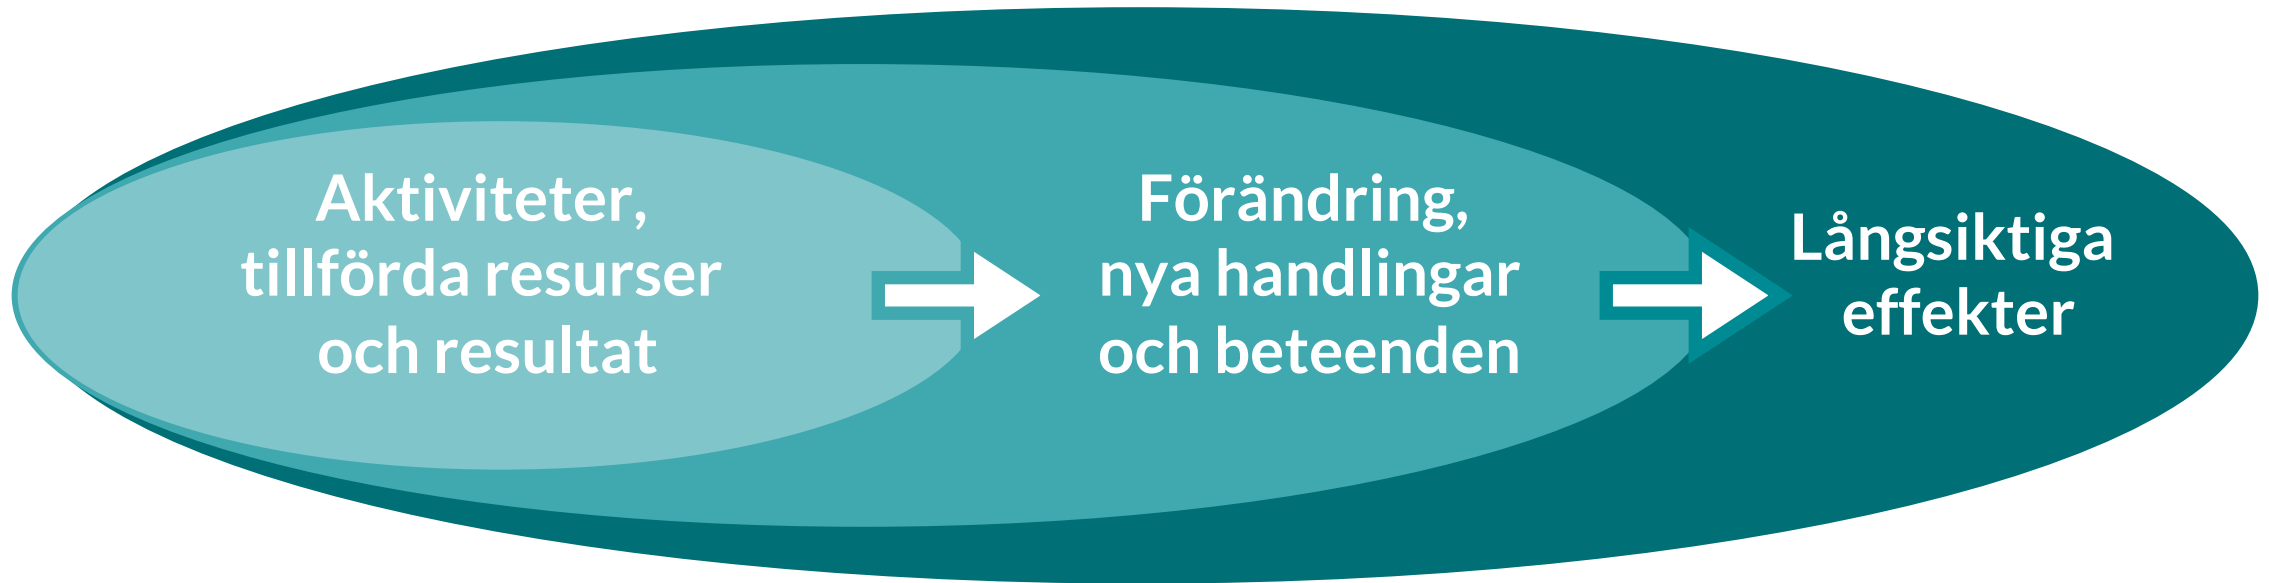 Aktiviteter,
tillförda resurser
och resultat
Förändring,
nya handlingar
och beteenden
Långsiktiga
effekter